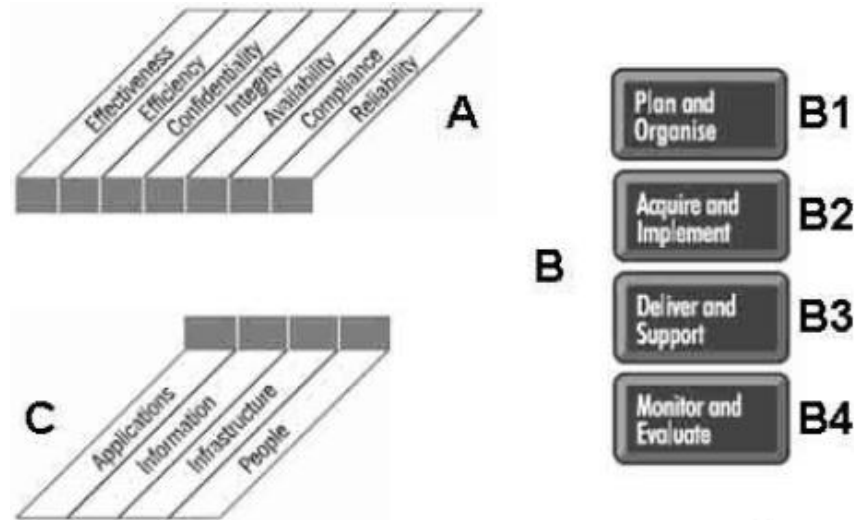 Effectiveness
Efficiency
Confidentiality
Integrity
Availability
Compliance
Reliability
A
Plan and
Organise
B1
Acquire and
Implement
B2
B
Deliver and
Support
B3
Monitor and
Evaluate
B4
C
Applications
Information
Infrastructure
People